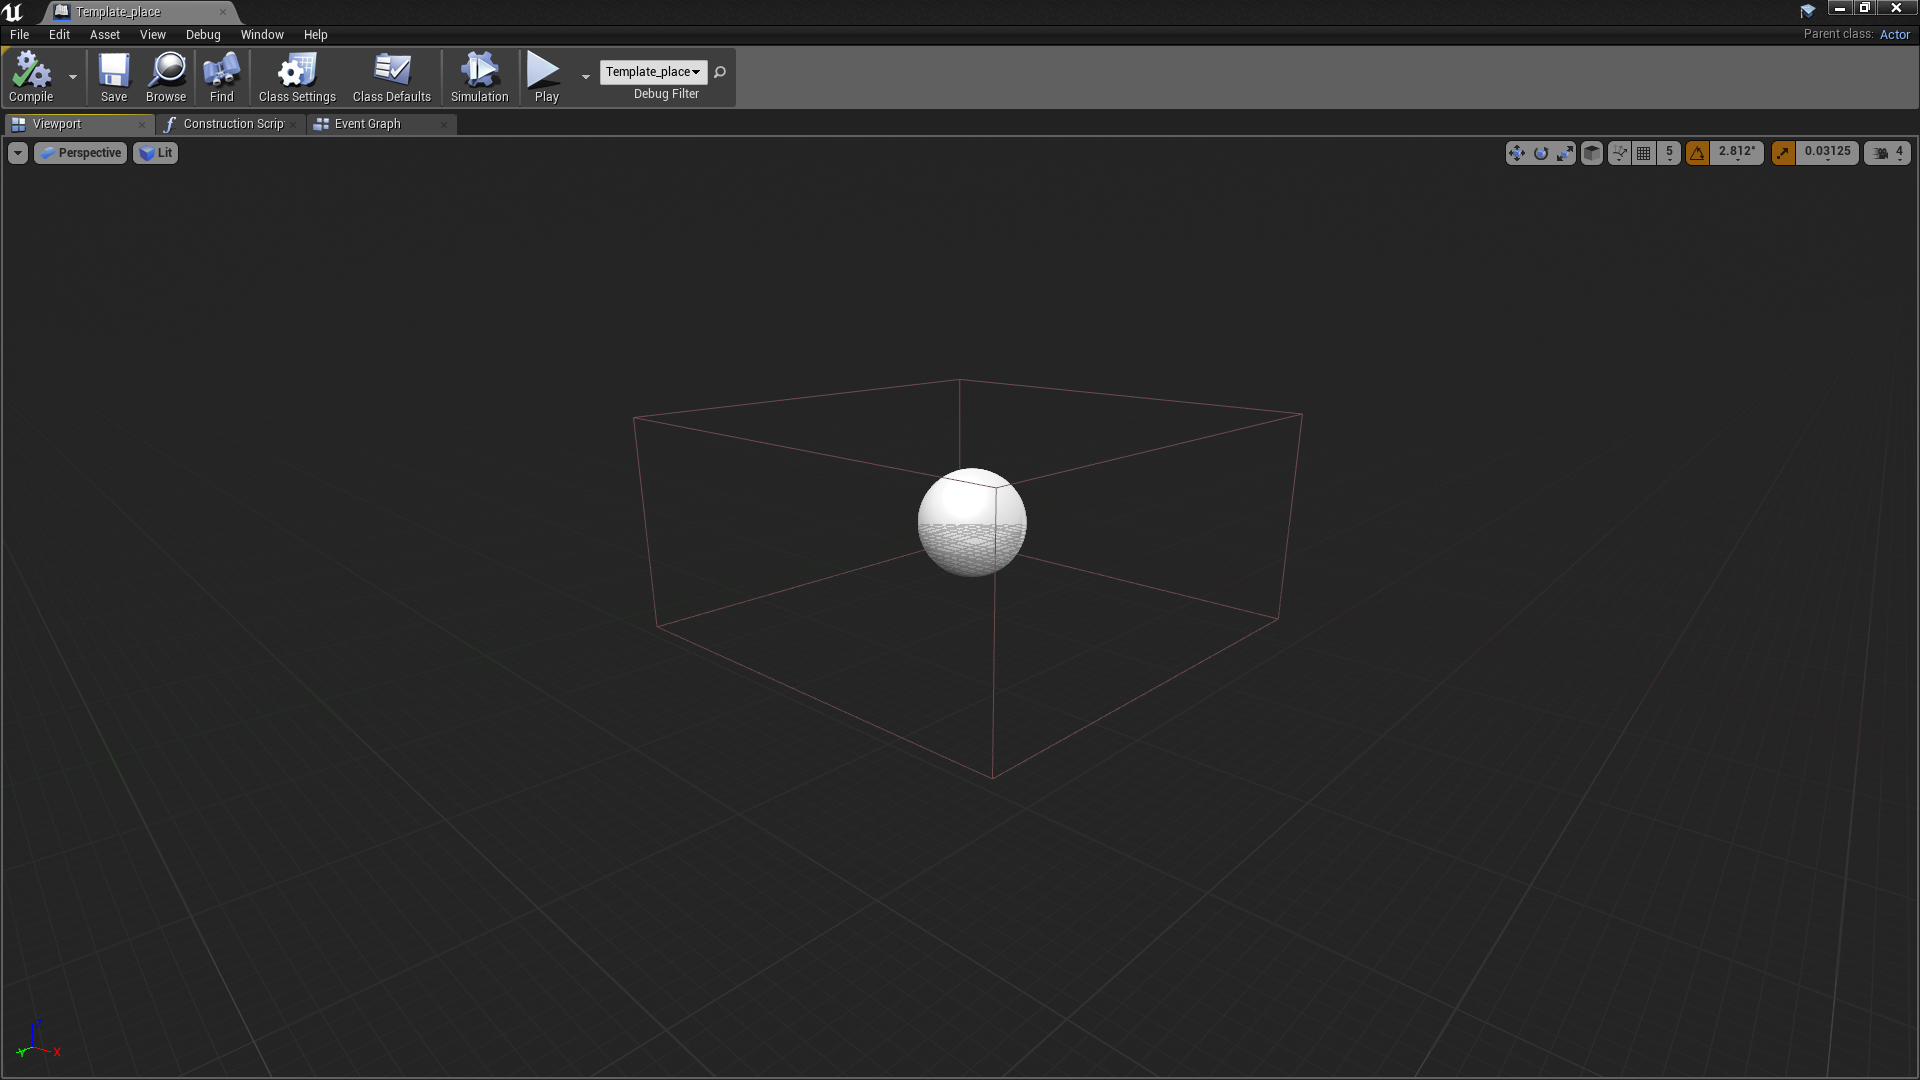 Template_place
File Edit Asset View Debug Window Help
Parent class: Actor
Compile Save Browse Find Class Settings Class Defaults Simulation Play
Template_place
Debug Filter
Viewport Construction Scrip Event Graph
Perspective Lit 5 2.812° 0.03125 4
Z
Y X